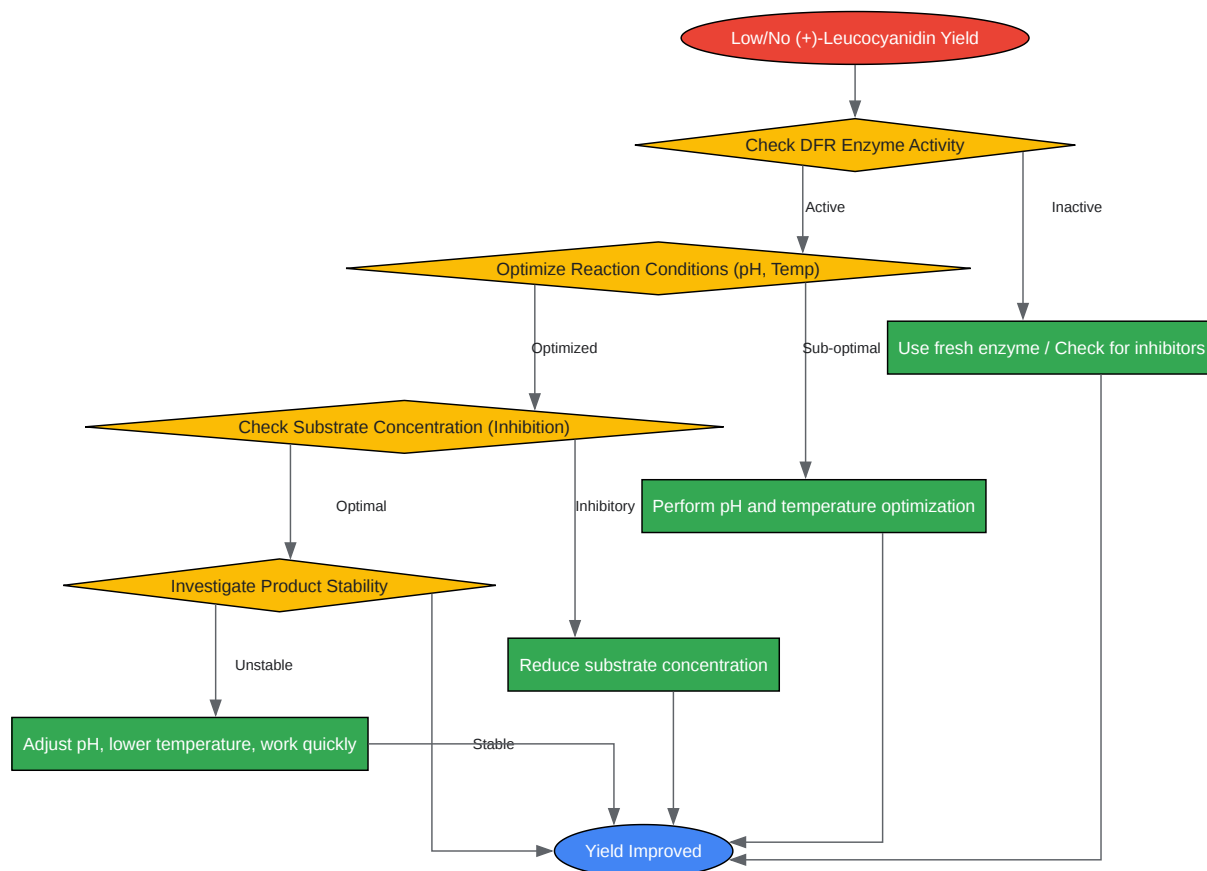 Low/No (+)-Leucocyanidin Yield
Check DFR Enzyme Activity
Active
Inactive
Optimize Reaction Conditions (pH, Temp)
Optimized
Sub-optimal
Use fresh enzyme / Check for inhibitors
Check Substrate Concentration (Inhibition)
Optimal
Inhibitory
Perform pH and temperature optimization
Investigate Product Stability
Unstable
Reduce substrate concentration
Adjust pH, lower temperature, work quickly
Stable
Yield Improved